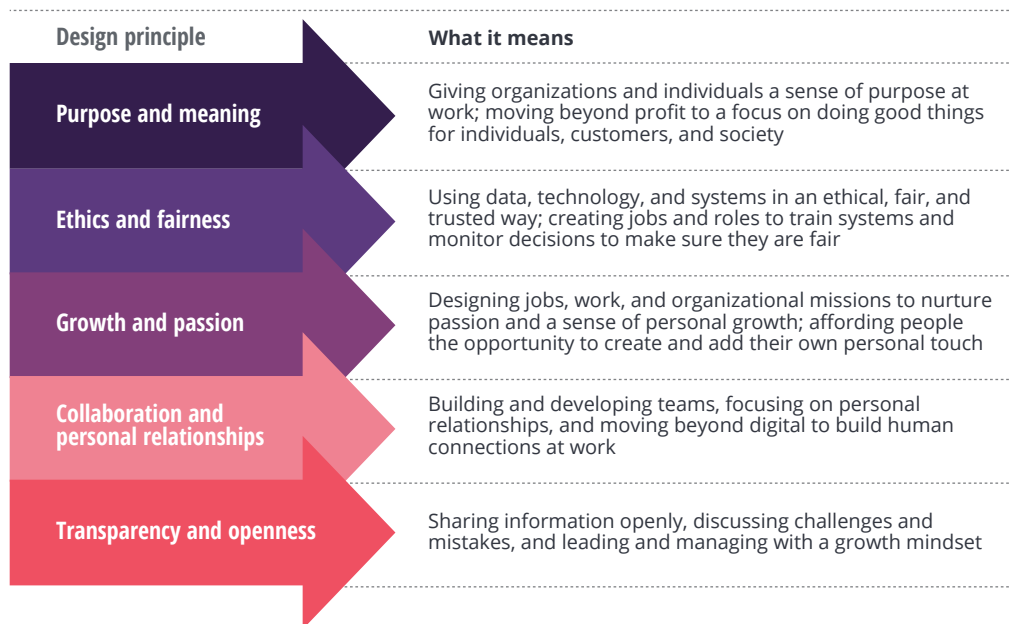 Design principle
What it means
Purpose and meaning
Giving organizations and individuals a sense of purpose at
work; moving beyond profit to a focus on doing good things
for individuals, customers, and society
Ethics and fairness
Using data, technology, and systems in an ethical, fair, and
trusted way; creating jobs and roles to train systems and
monitor decisions to make sure they are fair
Growth and passion
Designing jobs, work, and organizational missions to nurture
passion and a sense of personal growth; affording people
the opportunity to create and add their own personal touch
Collaboration and
personal relationships
Building and developing teams, focusing on personal
relationships, and moving beyond digital to build human
connections at work
Transparency and openness
Sharing information openly, discussing challenges and
mistakes, and leading and managing with a growth mindset